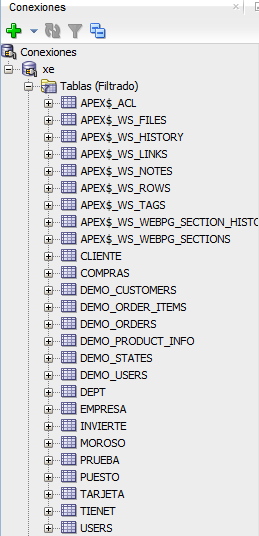 Conexiones
Conexiones
xe
Tablas (Filtrado)
APEX$_ACL
APEX$_WS_FILES
APEX$_WS_HISTORY
APEX$_WS_LINKS
APEX$_WS_NOTES
APEX$_WS_ROWS
APEX$_WS_TAGS
APEX$_WS_WEBPG_SECTION_HISTO
APEX$_WS_WEBPG_SECTIONS
CLIENTE
COMPRAS
DEMO_CUSTOMERS
DEMO_ORDER_ITEMS
DEMO_ORDERS
DEMO_PRODUCT_INFO
DEMO_STATES
DEMO_USERS
DEPT
EMPRESA
INVIERTE
MOROSO
PRUEBA
PUESTO
TARJETA
TIENET
USERS